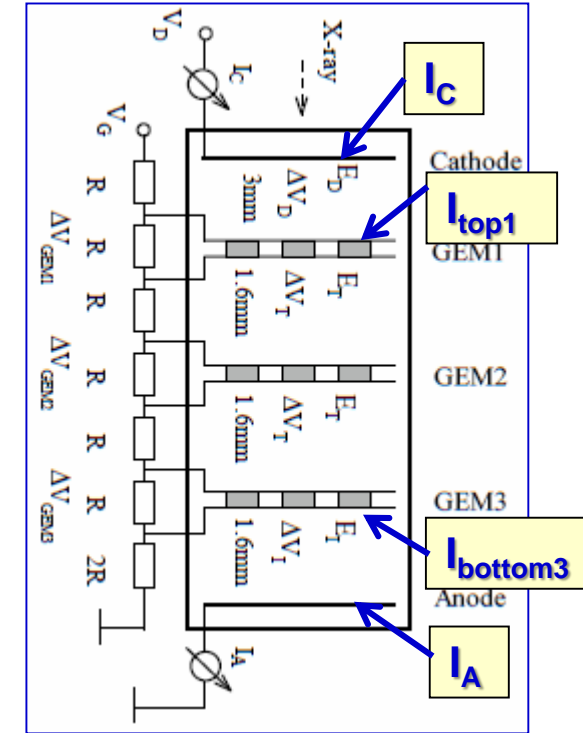 V_D
I_C
X-ray
I_C
V_G
Cathode
R
3mm
ΔV_D
E_D
I_top1
GEM1
ΔV_GEM1
R
R
1.6mm
ΔV_T
E_T
GEM2
ΔV_GEM2
R
R
1.6mm
ΔV_T
E_T
GEM3
ΔV_GEM3
R
2R
1.6mm
ΔV_I
E_I
I_bottom3
Anode
I_A
I_A